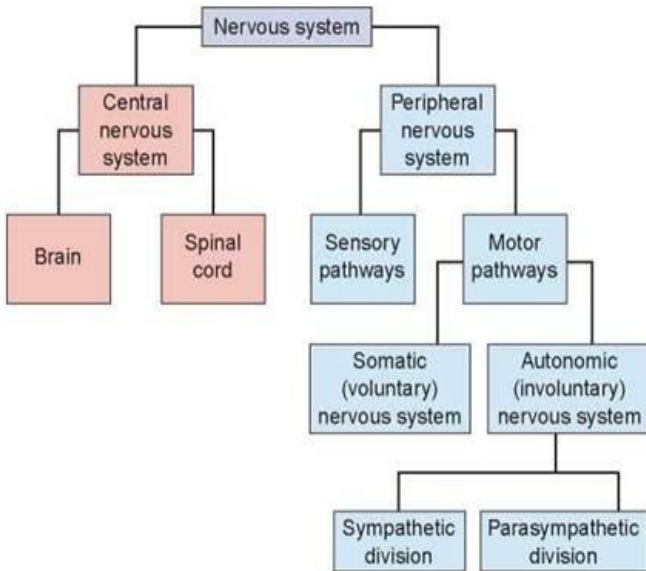 Nervous system
Central
nervous
system
Peripheral
nervous
system
Brain
Spinal
cord
Sensory
pathways
Motor
pathways
Somatic
(voluntary)
nervous system
Autonomic
(involuntary)
nervous system
Sympathetic
division
Parasympathetic
division